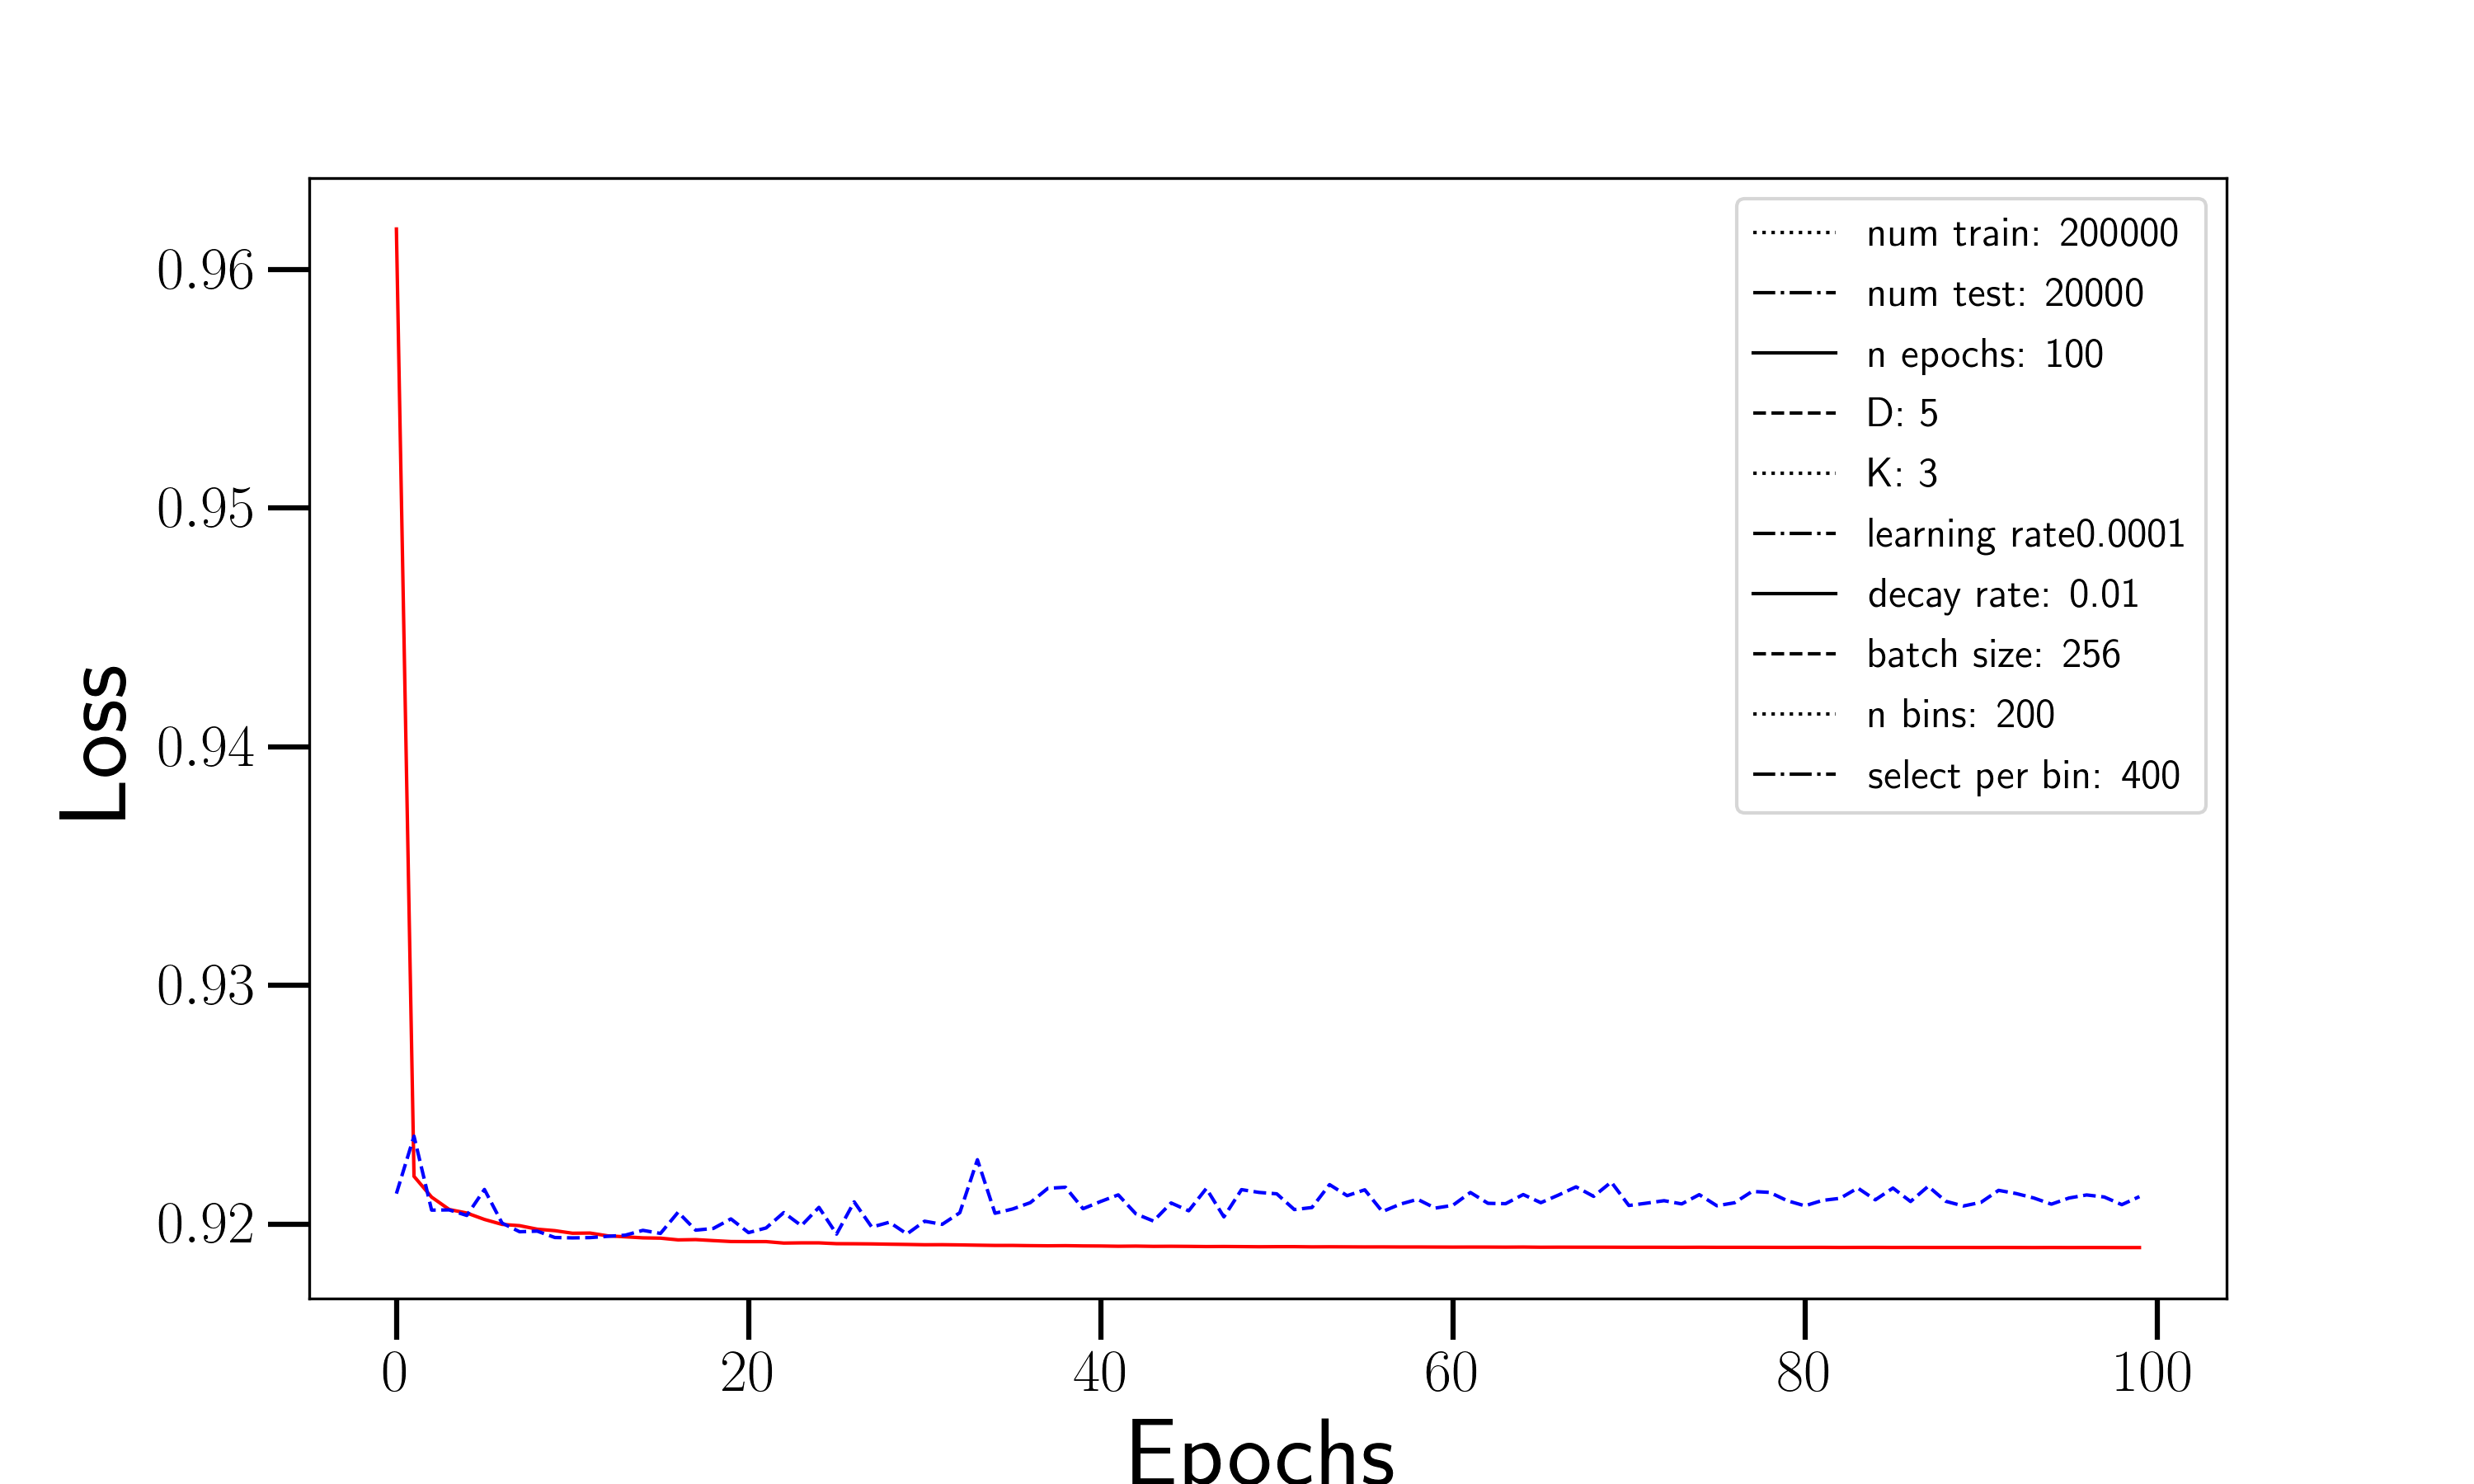 0.96
0.95
0.94
0.93
0.92
Loss
0
20
40
60
80
100
Epochs
num train: 200000
num test: 20000
n epochs: 100
D: 5
K: 3
learning rate0.0001
decay rate: 0.01
batch size: 256
n bins: 200
select per bin: 400